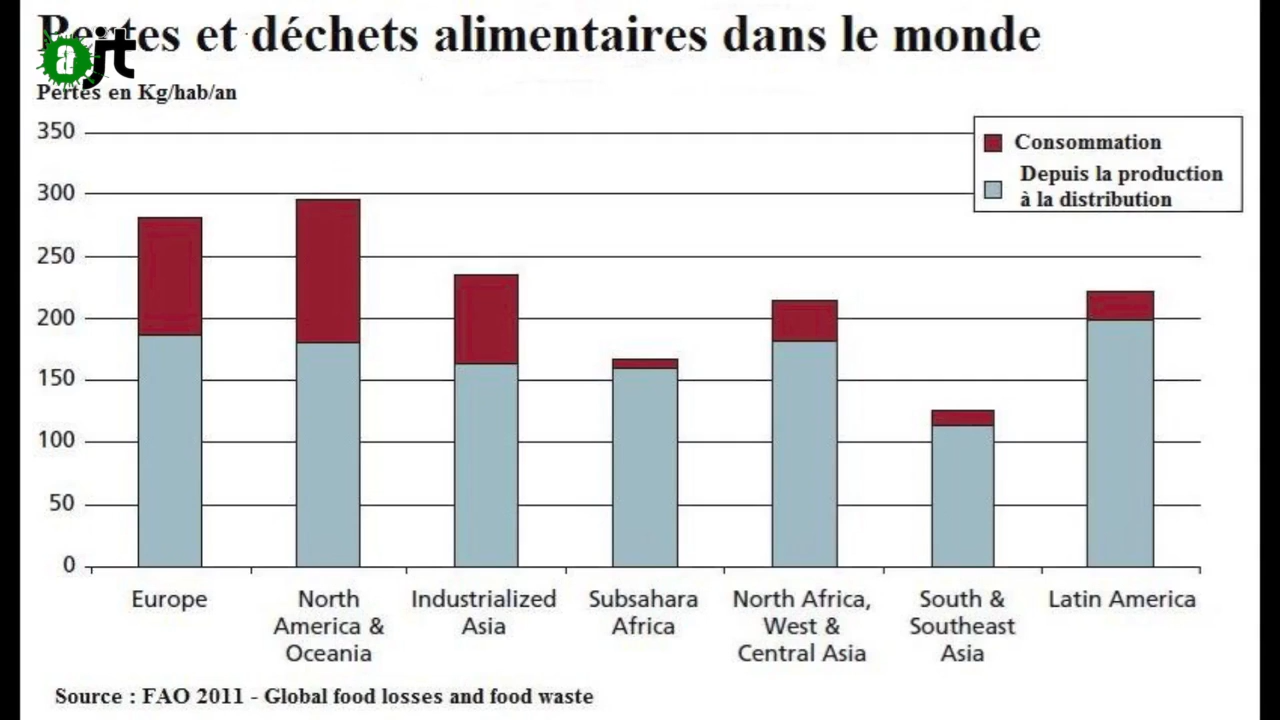 Pertes et déchets alimentaires dans le monde
ajt
Pertes en Kg/hab/an
350
300
250
200
150
100
50
0
Consommation
Depuis la production
à la distribution
Europe
North
America &
Oceania
Industrialized
Asia
Subsahara
Africa
North Africa,
West &
Central Asia
South &
Southeast
Asia
Latin America
Source : FAO 2011 - Global food losses and food waste